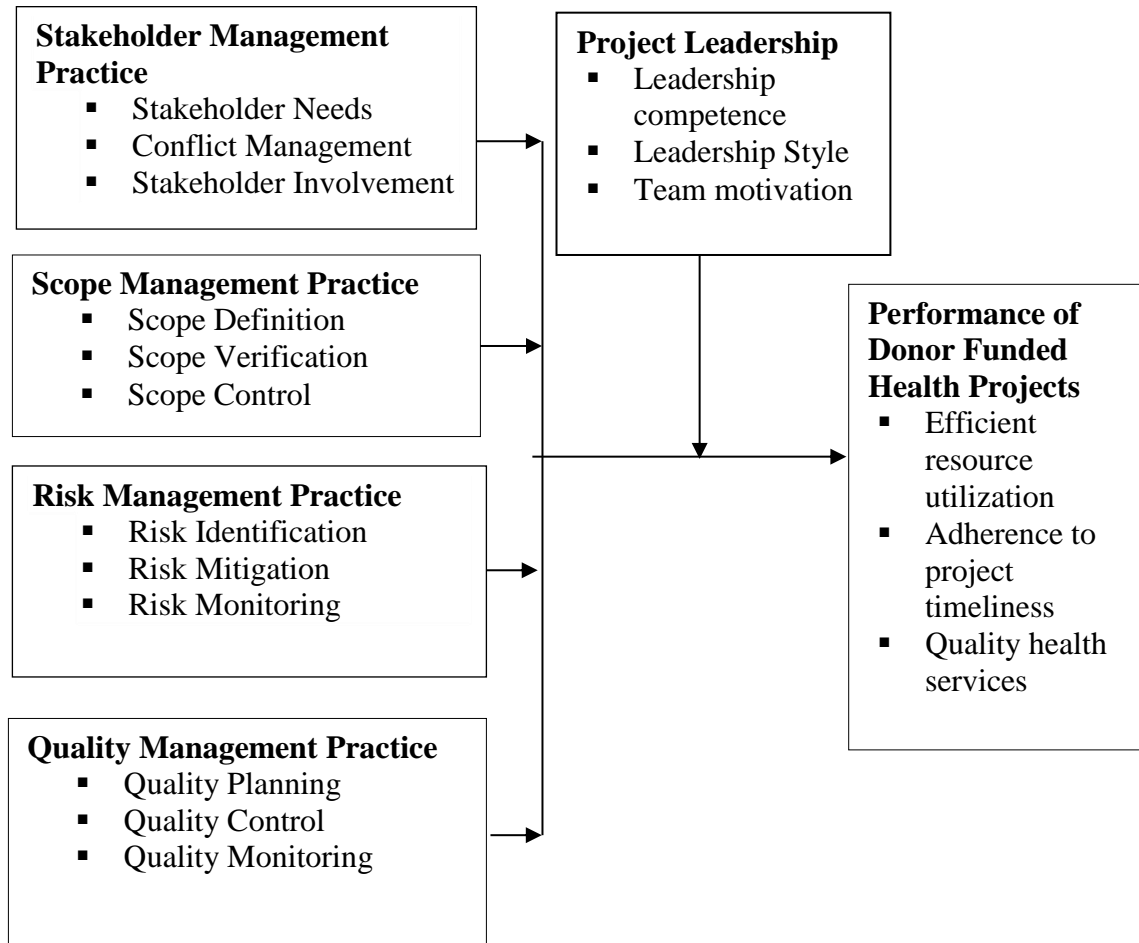 Stakeholder Management
Practice
▪ Stakeholder Needs
▪ Conflict Management
▪ Stakeholder Involvement
Project Leadership
▪ Leadership
competence
▪ Leadership Style
▪ Team motivation
Scope Management Practice
▪ Scope Definition
▪ Scope Verification
▪ Scope Control
Risk Management Practice
▪ Risk Identification
▪ Risk Mitigation
▪ Risk Monitoring
Quality Management Practice
▪ Quality Planning
▪ Quality Control
▪ Quality Monitoring
Performance of
Donor Funded
Health Projects
▪ Efficient
resource
utilization
▪ Adherence to
project
timeliness
▪ Quality health
services